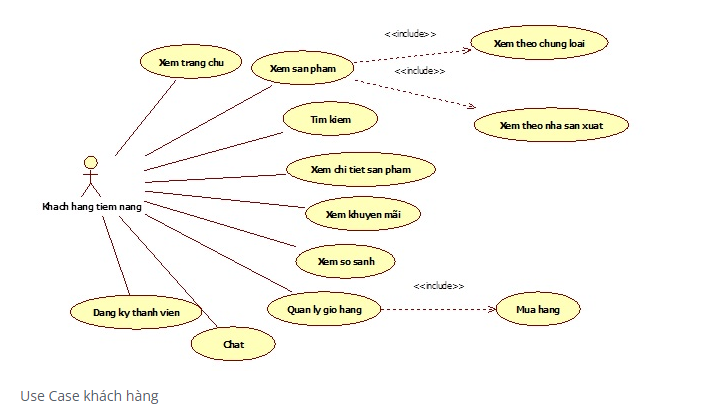 <<include>>
Xem theo chung loai
Xem trang chu
Xem san pham
<<include>>
Tim kiem
Xem theo nha san xuat
Xem chi tiet san pham
Khach hang tiem nang
Xem khuyen mãi
Xem so sanh
<<include>>
Dang ky thanh vien
Quan ly gio hang
Mua hang
Chat
Use Case khách hàng